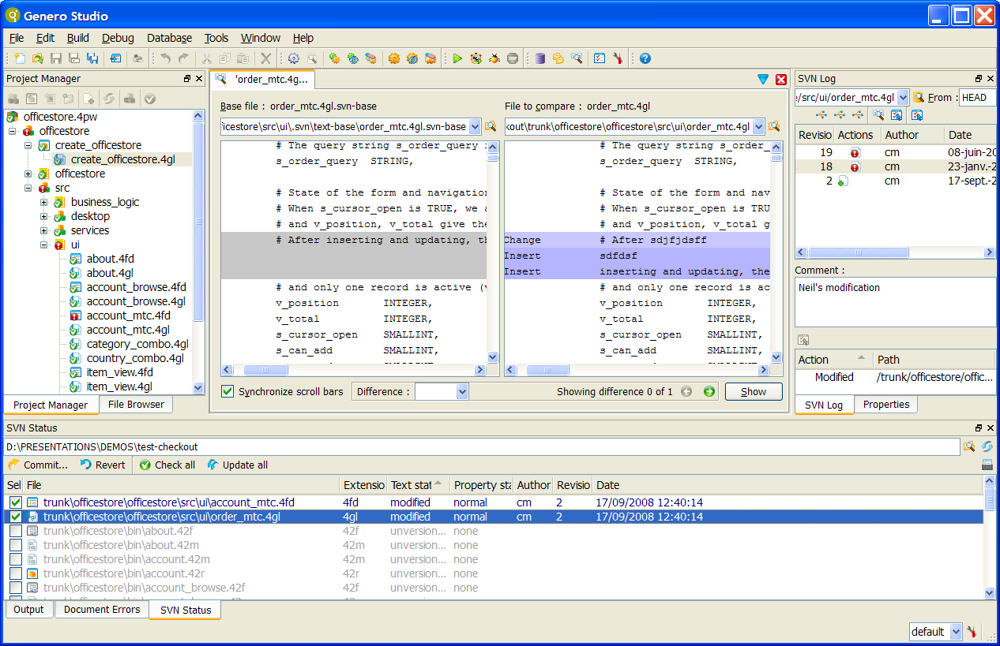 Genero Studio
File Edit Build Debug Database Tools Window Help
Project Manager
officestore.4pw
officestore
create_officestore
create_officestore.4gl
officestore
src
business_logic
desktop
services
ui
about.4fd
about.4gl
account_browse.4fd
account_browse.4gl
account_mtc.4fd
account_mtc.4gl
category_combo.4gl
country_combo.4gl
item_view.4fd
item_view.4gl
Project Manager File Browser
'order_mtc.4gl...
Base file : order_mtc.4gl.svn-base
ficestore\src\ui\.svn\text-base\order_mtc.4gl.svn-base
# The query string s_order_query
s_order_query STRING,
# State of the form and navigation
# When s_cursor_open is TRUE, we a
# and v_position, v_total give the
# After inserting and updating, th
# and only one record is active (v
v_position INTEGER,
v_total INTEGER,
s_cursor_open SMALLINT,
s_can_add SMALLINT,
File to compare : order_mtc.4gl
kout\trunk\officestore\officestore\src\ui\order_mtc.4gl
# The query string s_order_
s_order_query STRING,
# State of the form and nav
# When s_cursor_open is TRU
# and v_position, v_total g
Change # After sdjfjdsff
Insert sdfdsf
Insert inserting and updating, the
# and only one record is ac
v_position INTEGER,
v_total INTEGER,
s_cursor_open SMALLINT,
s_can_add SMALLINT,
Synchronize scroll bars Difference : Showing difference 0 of 1 Show
SVN Log
:/src/ui/order_mtc.4gl From : HEAD
Revisio Actions Author Date
19 cm 08-juin-20
18 cm 23-janv.-2
2 cm 17-sept.-2
Comment :
Neil's modification
Action Path
Modified /trunk/officestore/offic...
SVN Log Properties
SVN Status
D:\PRESENTATIONS\DEMOS\test-checkout
Commit... Revert Check all Update all
Sel File Extensio Text stat Property sta Author Revisio Date
trunk\officestore\officestore\src\ui\account_mtc.4fd 4fd modified normal cm 2 17/09/2008 12:40:14
trunk\officestore\officestore\src\ui\order_mtc.4gl 4gl modified normal cm 2 17/09/2008 12:40:14
trunk\officestore\bin\about.42f 42f unversion... none
trunk\officestore\bin\about.42m 42m unversion... none
trunk\officestore\bin\account.42m 42m unversion... none
trunk\officestore\bin\account.42r 42r unversion... none
trunk\officestore\bin\account_browse.42f 42f unversion... none
Output Document Errors SVN Status
default